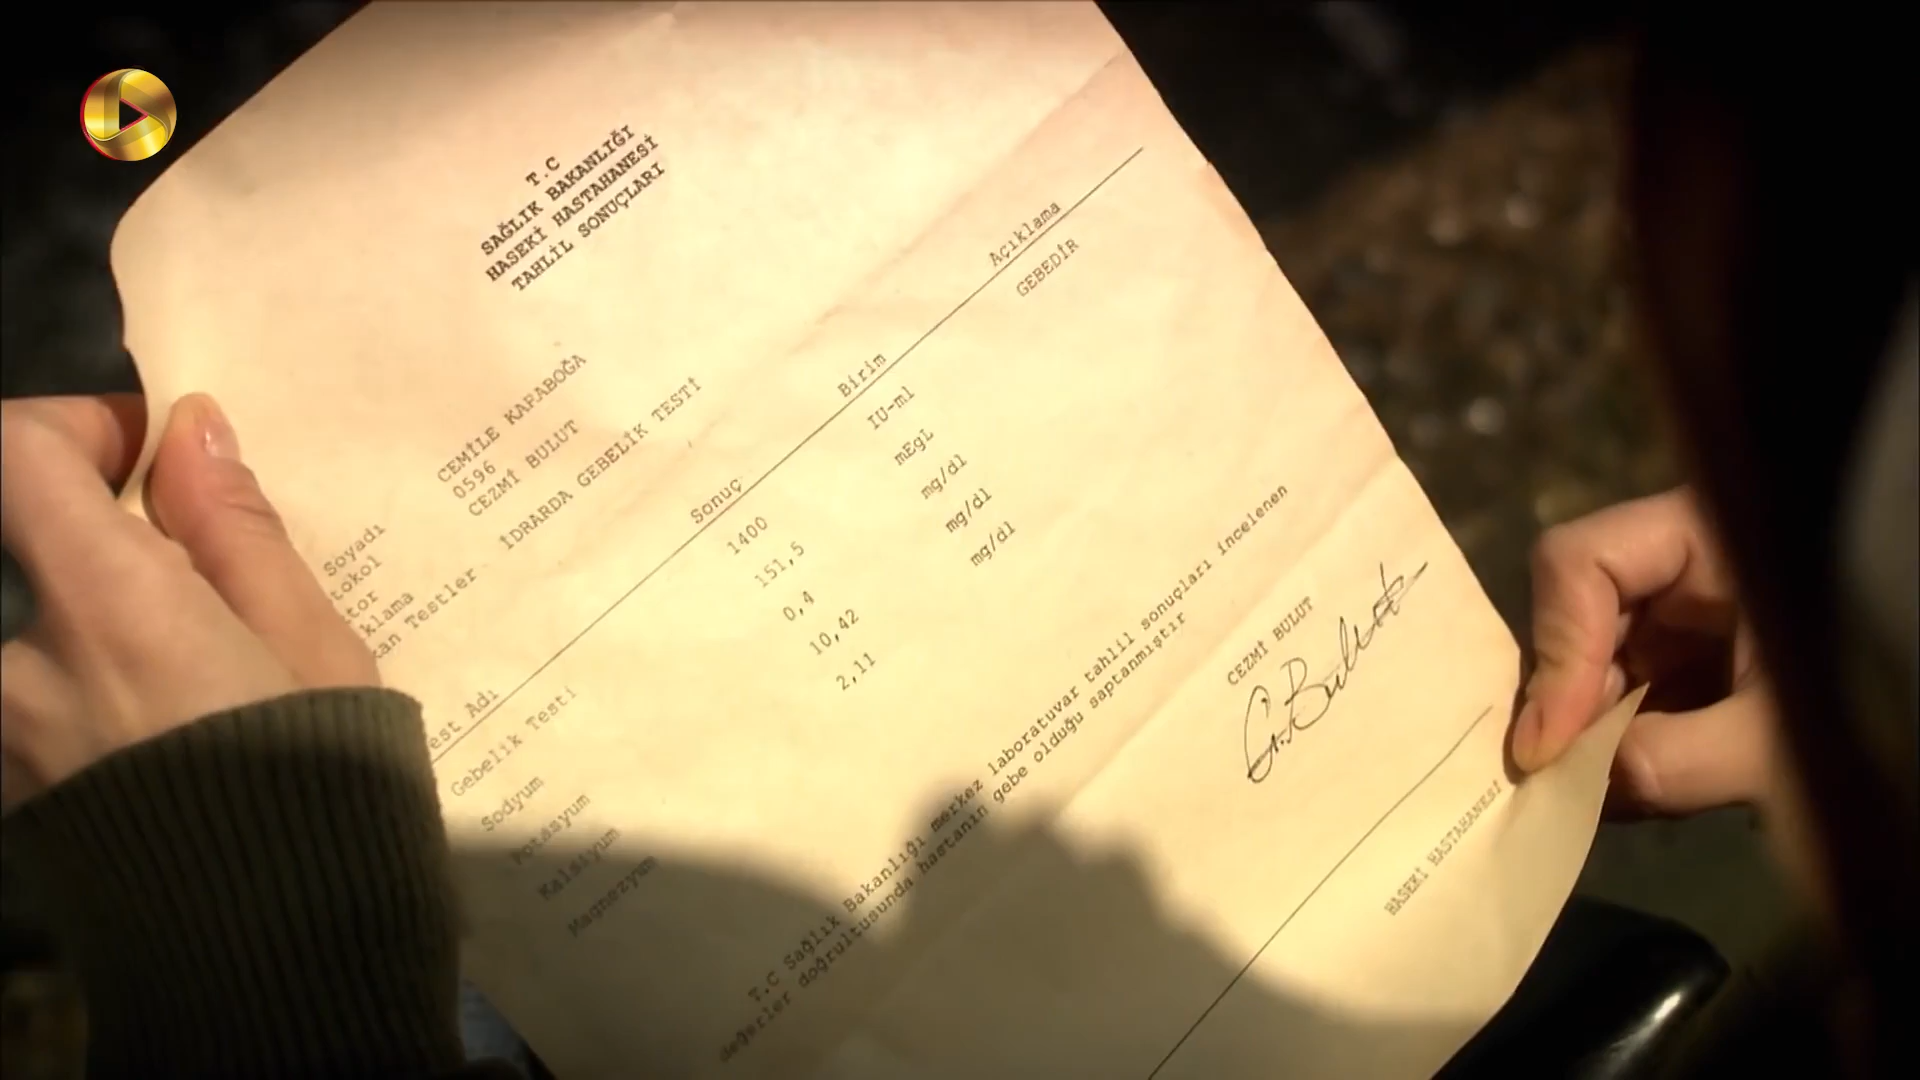 T.C
SAĞLIK BAKANLIĞI
HASEKİ HASTAHANESİ
TAHLİL SONUÇLARI
Soyadı CEMİLE KARABOĞA
tokol 0596
tor CEZMİ BULUT
klama
kan Testler İDRARDA GEBELİK TESTİ
est Adı Sonuç Birim Açıklama
Gebelik Testi 1400 IU-ml GEBEDİR
Sodyum 151,5 mEgL
Potasyum 0,4 mg/dl
Kalsiyum 10,42 mg/dl
Magnezyum 2,11 mg/dl
T.C Sağlık Bakanlığı merkez laboratuvar tahlil sonuçları incelenen
değerler doğrultusunda hastanın gebe olduğu saptanmıştır
CEZMİ BULUT
C.Bulut
HASEKİ HASTAHANESİ